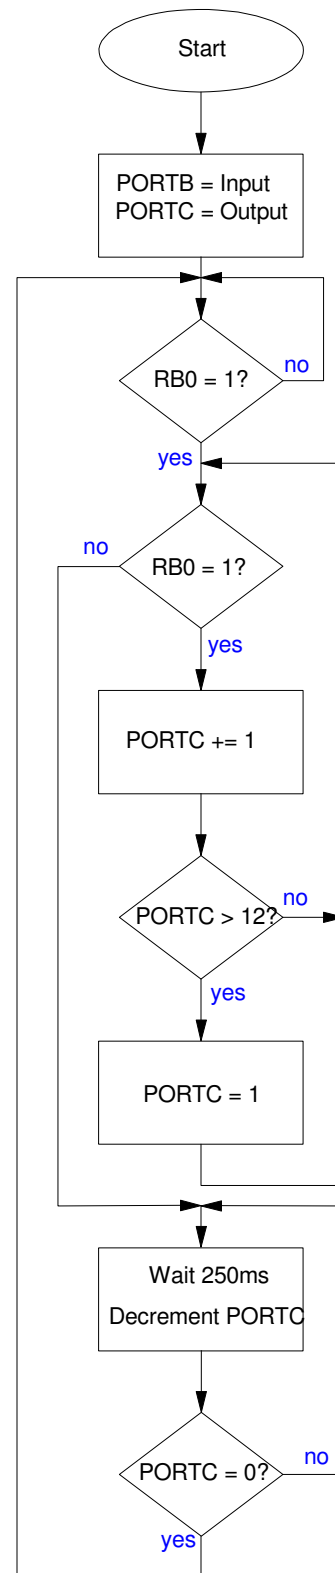 Start
PORTB = Input
PORTC = Output
RB0 = 1?
no
yes
no
RB0 = 1?
yes
PORTC += 1
PORTC > 12?
no
yes
PORTC = 1
Wait 250ms
Decrement PORTC
PORTC = 0?
no
yes